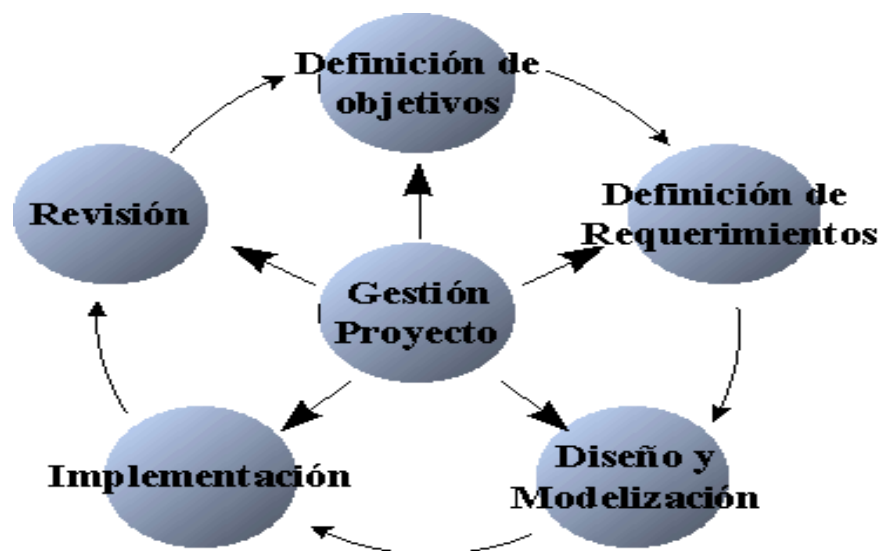 Definición de
objetivos
Definición de
Requerimientos
Revisión
Gestión
Proyecto
Implementación
Diseño y
Modelización